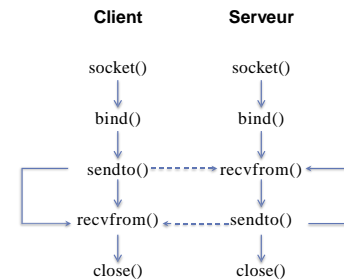 Client Serveur
socket() socket()
bind() bind()
sendto() recvfrom()
recvfrom() sendto()
close() close()